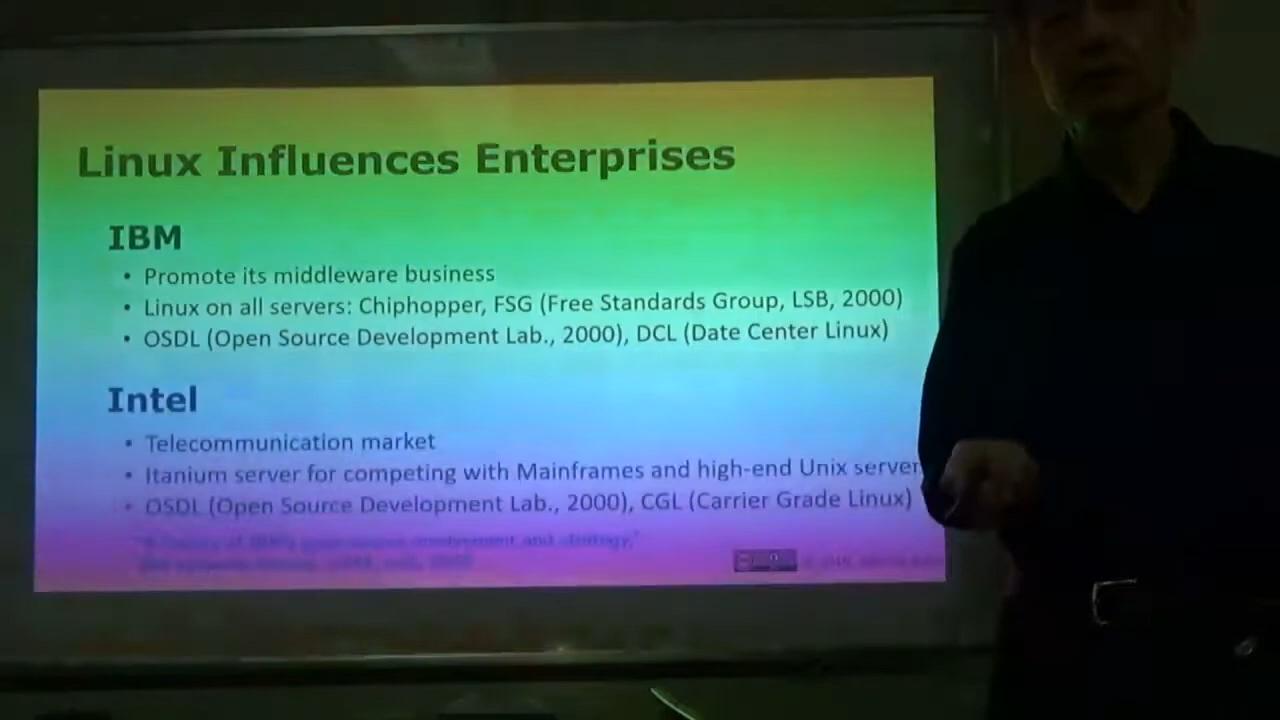 Linux Influences Enterprises
IBM
• Promote its middleware business
• Linux on all servers: Chiphopper, FSG (Free Standards Group, LSB, 2000)
• OSDL (Open Source Development Lab., 2000), DCL (Date Center Linux)
Intel
• Telecommunication market
• Itanium server for competing with Mainframes and high-end Unix server
• OSDL (Open Source Development Lab., 2000), CGL (Carrier Grade Linux)